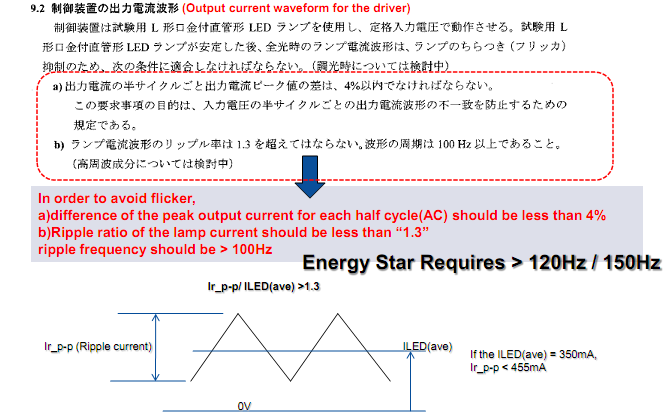 9.2 制御装置の出力電流波形 (Output current waveform for the driver)
制御装置は試験用 L 形口金付直管形 LED ランプを使用し、定格入力電圧で動作させる。試験用 L
形口金付直管形 LED ランプが安定した後、全光時のランプ電流波形は、ランプのちらつき（フリッカ）
抑制のため、次の条件に適合しなければならない。（調光時については検討中）
a) 出力電流の半サイクルごと出力電流ピーク値の差は、4%以内でなければならない。
この要求事項の目的は、入力電圧の半サイクルごとの出力電流波形の不一致を防止するための
規定である。
b) ランプ電流波形のリップル率は 1.3 を超えてはならない。波形の周期は 100 Hz 以上であること。
（高周波成分については検討中）
In order to avoid flicker,
a)difference of the peak output current for each half cycle(AC) should be less than 4%
b)Ripple ratio of the lamp current should be less than “1.3”
ripple frequency should be > 100Hz
Energy Star Requires > 120Hz / 150Hz
Ir_p-p/ ILED(ave) >1.3
Ir_p-p (Ripple current)
ILED(ave)
If the ILED(ave) = 350mA,
Ir_p-p < 455mA
0V